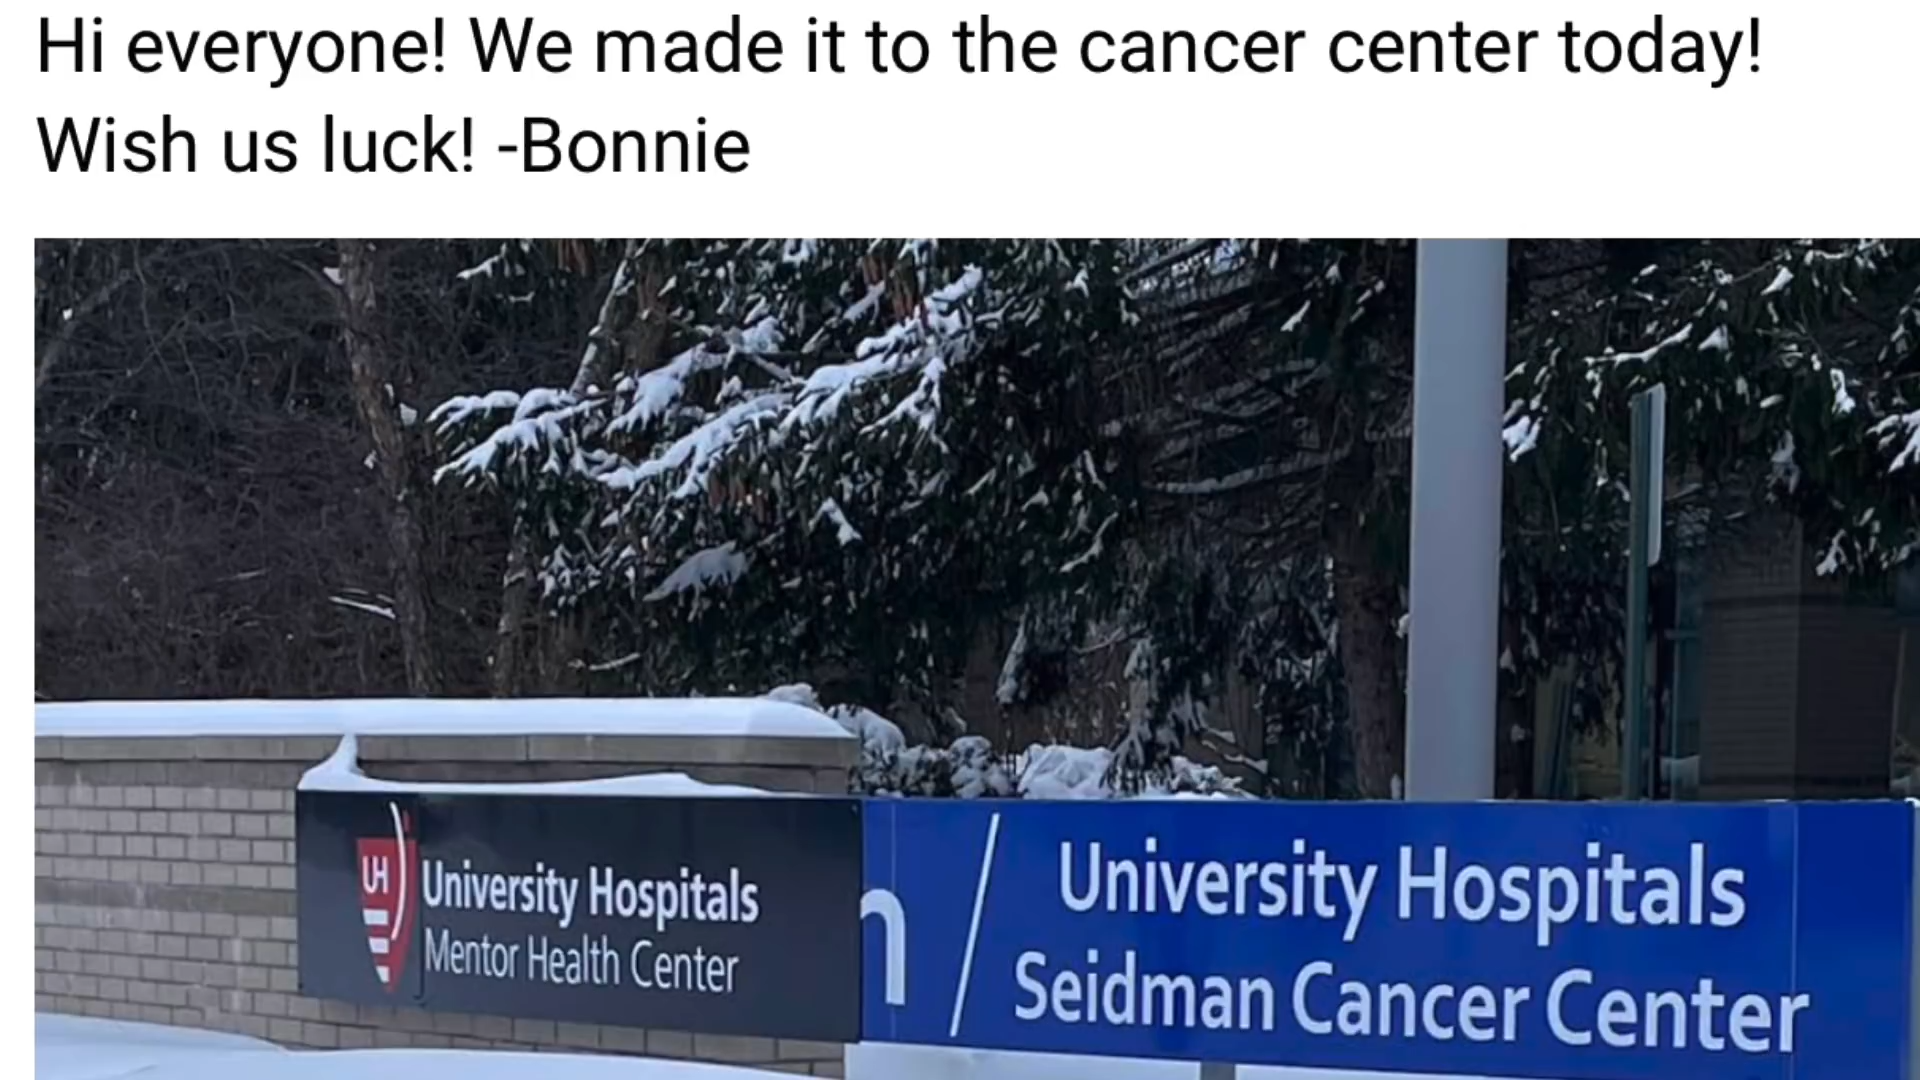 Hi everyone! We made it to the cancer center today!
Wish us luck! -Bonnie
UH
University Hospitals
Mentor Health Center
n / University Hospitals
Seidman Cancer Center